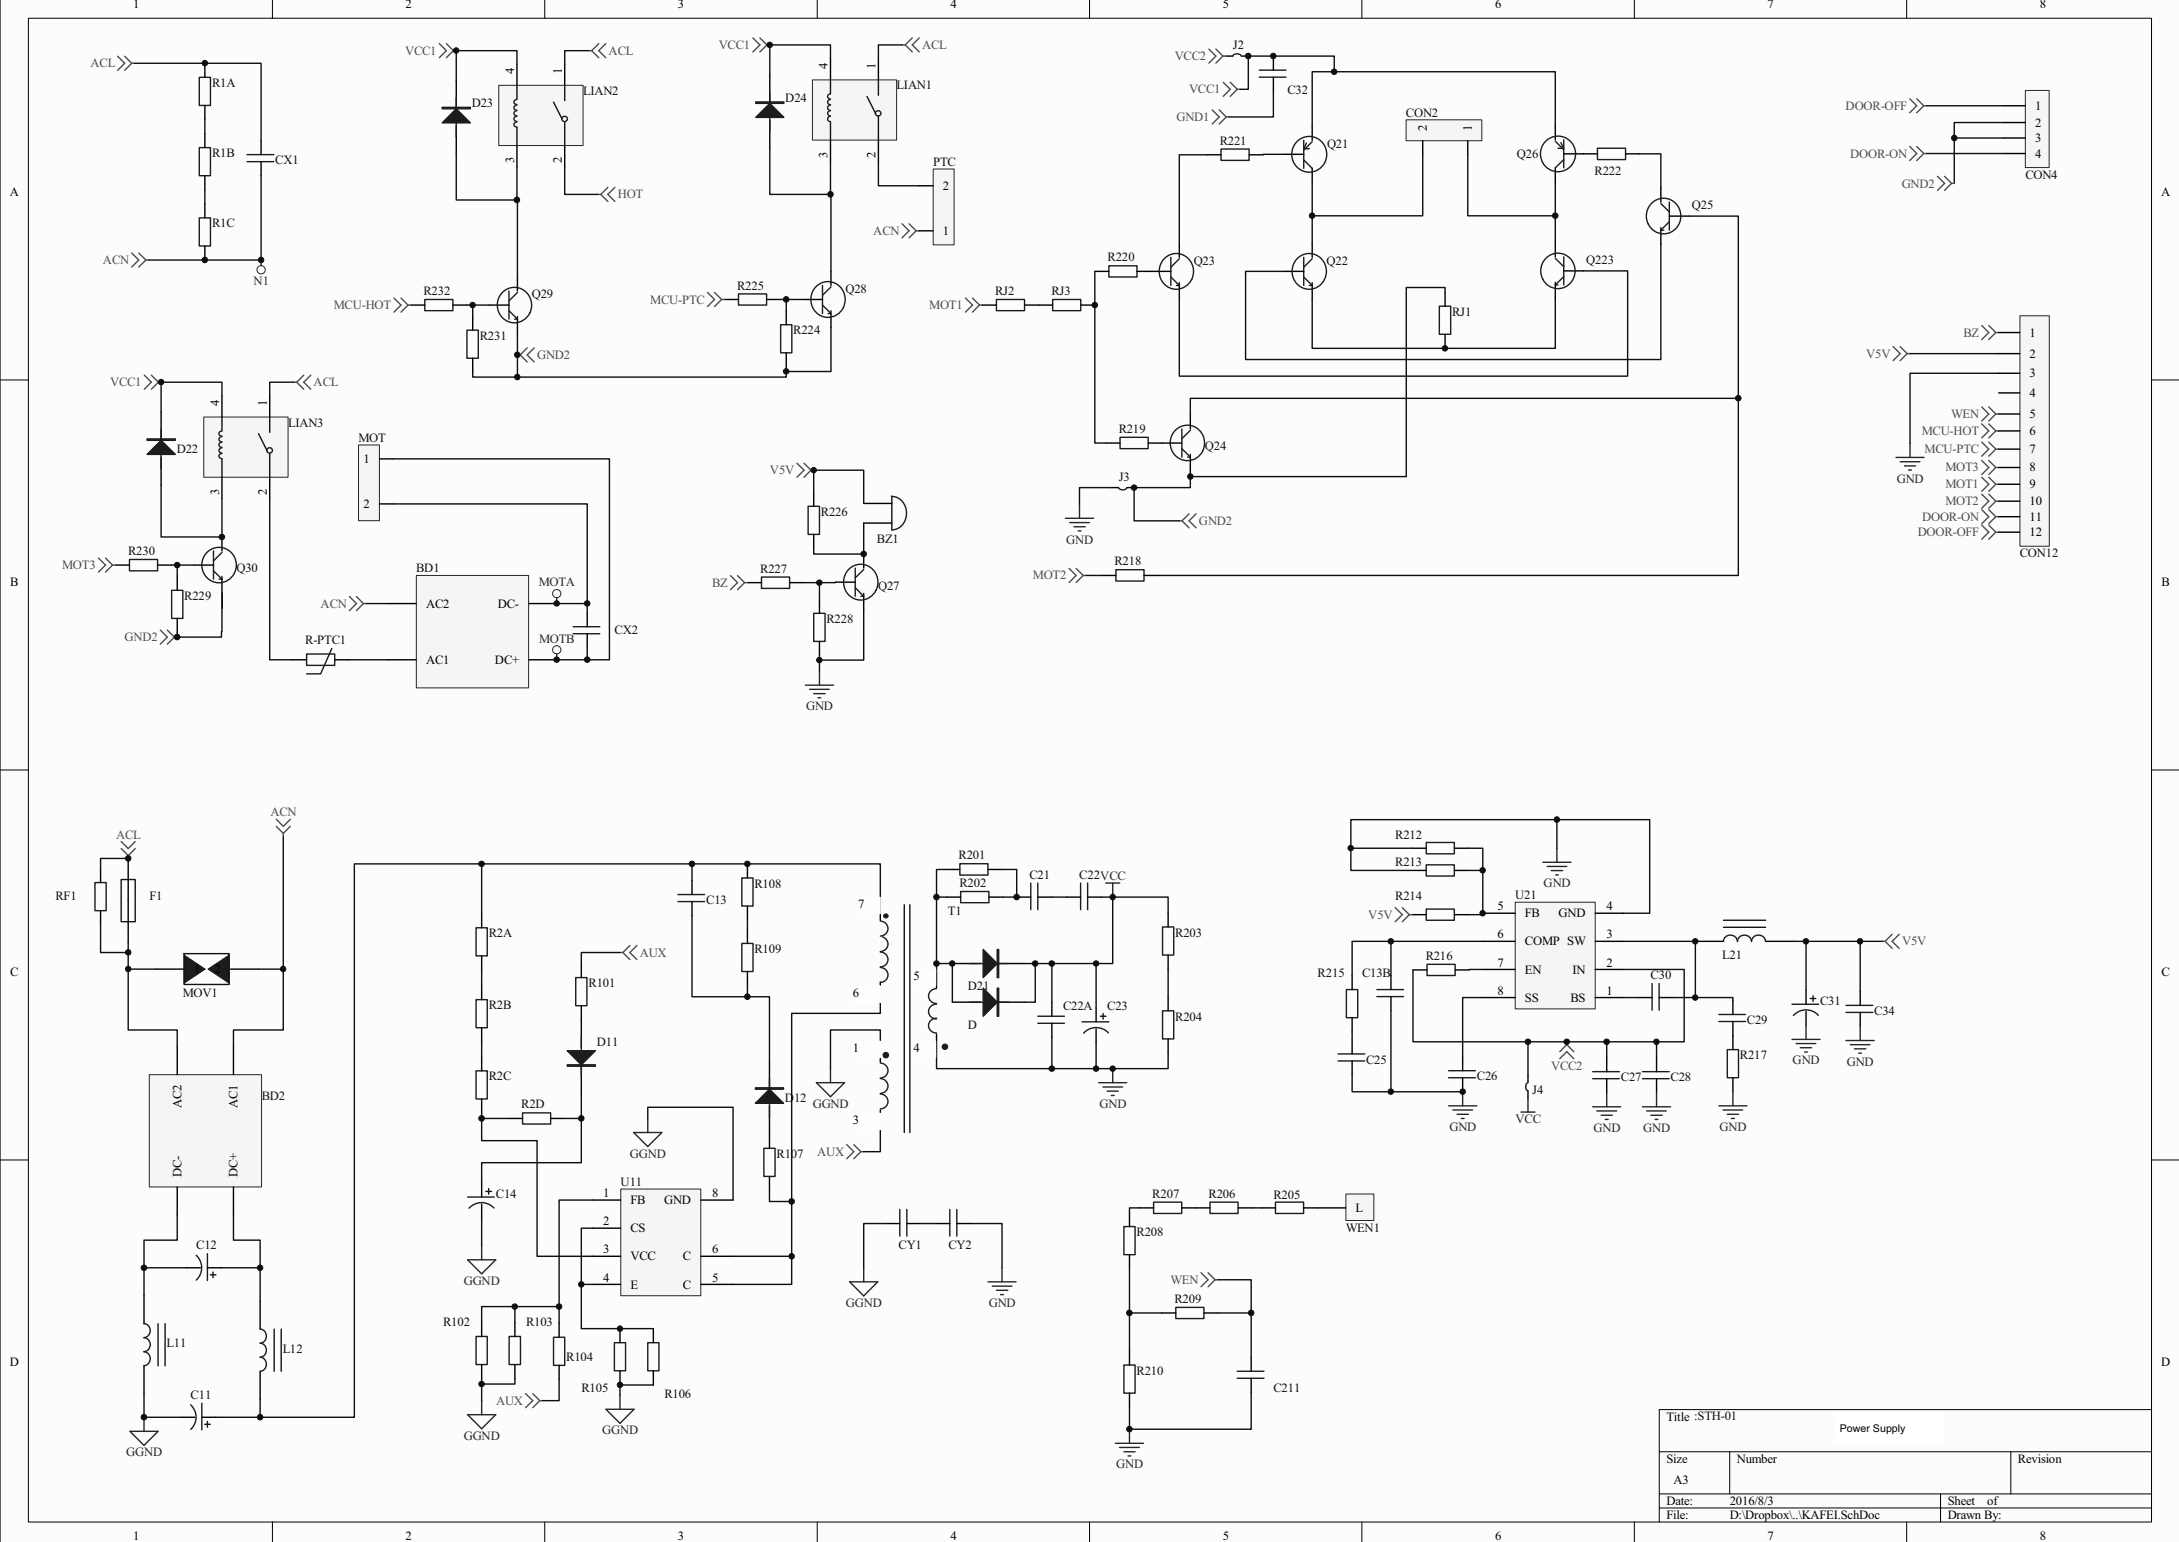 1 2 3 4 5 6 7 8
A
B
C
D
A
B
C
D
ACL
R1A
R1B
R1C
CX1
ACN
N1
VCC1
ACL
D23
4
1
LIAN2
3
2
HOT
MCU-HOT
R232
Q29
R231
GND2
VCC1
ACL
D24
4
1
LIAN1
3
2
PTC
2
1
ACN
MCU-PTC
R225
Q28
R224
VCC2
J2
VCC1
C32
GND1
CON2
2
1
R221
Q21
Q26
R222
Q25
R220
Q23
Q22
Q223
MOT1
RJ2
RJ3
RJ1
R219
Q24
J3
GND
GND2
MOT2
R218
DOOR-OFF
DOOR-ON
GND2
1
2
3
4
CON4
BZ 1
V5V 2
3
4
WEN 5
MCU-HOT 6
MCU-PTC 7
MOT3 8
MOT1 9
MOT2 10
DOOR-ON 11
DOOR-OFF 12
GND
CON12
VCC1
ACL
D22
4
1
LIAN3
3
2
MOT3
R230
Q30
R229
GND2
R-PTC1
MOT
1
2
BD1
ACN
AC2
DC-
AC1
DC+
MOTA
MOTB
CX2
V5V
R226
BZ1
BZ
R227
Q27
R228
GND
ACL
ACN
RF1
F1
MOV1
AC2
AC1
DC-
DC+
BD2
C12
L11
L12
C11
GGND
R2A
R2B
R2C
R2D
AUX
R101
D11
C14
GGND
C13
R108
R109
D12
R107
GGND
U11
1 FB
2 CS
3 VCC
4 E
GND 8
C 6
C 5
R102
R103
R104
AUX
GGND
R105
R106
GGND
7
6
1
3
5
4
GGND
AUX
T1
R201
R202
C21
C22
VCC
R203
R204
D21
D
C22A
C23
GND
CY1
CY2
GGND
GND
R207
R206
R205
L
WEN1
R208
WEN
R209
R210
C211
GND
R212
R213
R214
V5V
GND
U21
5 FB
6 COMP
7 EN
8 SS
GND 4
SW 3
IN 2
BS 1
R215
C13B
R216
C25
C26
GND
J4
VCC
VCC2
C27
C28
GND
GND
C30
L21
V5V
C29
R217
GND
C31
GND
C34
GND
Title :STH-01
Power Supply
Size
A3
Number
Revision
Date: 2016/8/3
Sheet of
File: D:\Dropbox\..\KAFEI.SchDoc
Drawn By:
1 2 3 4 5 6 7 8